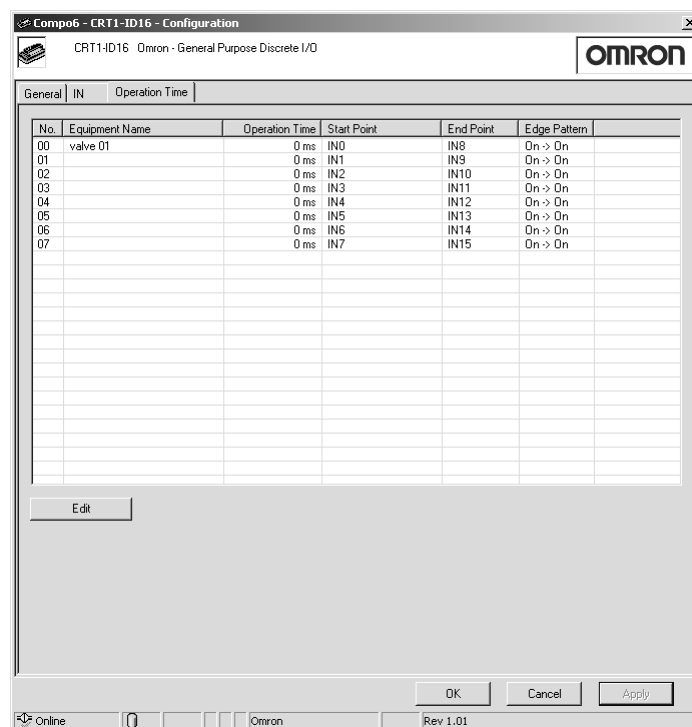 Compo6 - CRT1-ID16 - Configuration
CRT1-ID16 Omron - General Purpose Discrete I/O
OMRON
General IN Operation Time
No. Equipment Name Operation Time Start Point End Point Edge Pattern
00 valve 01 0 ms IN0 IN8 On -> On
01 0 ms IN1 IN9 On -> On
02 0 ms IN2 IN10 On -> On
03 0 ms IN3 IN11 On -> On
04 0 ms IN4 IN12 On -> On
05 0 ms IN5 IN13 On -> On
06 0 ms IN6 IN14 On -> On
07 0 ms IN7 IN15 On -> On
Edit
OK Cancel Apply
Online Omron Rev 1.01